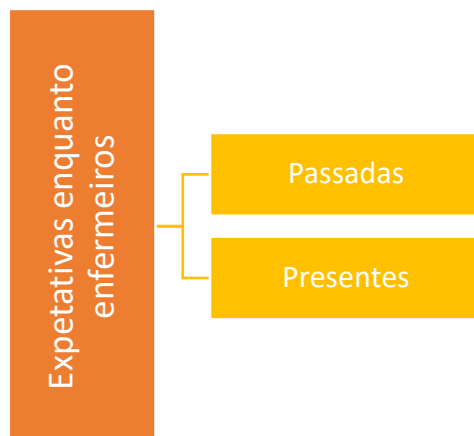 Expetativas enquanto
enfermeiros
Passadas
Presentes